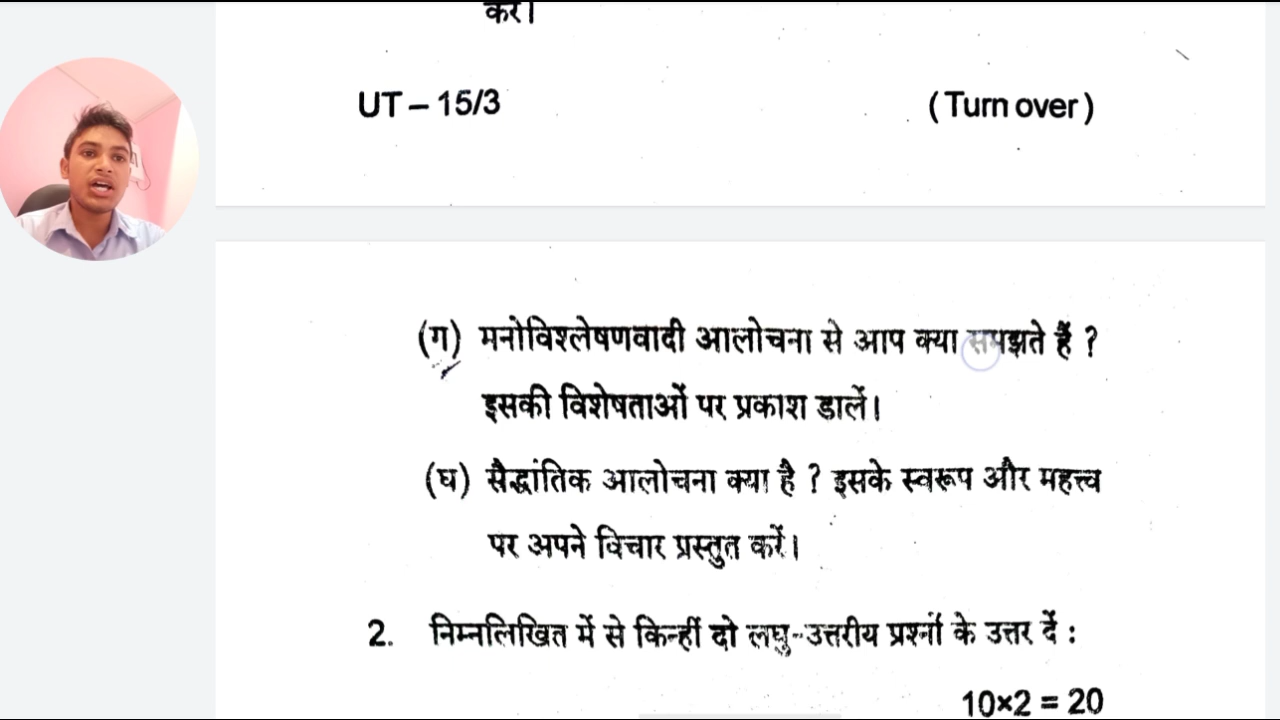 करें।
UT – 15/3 (Turn over)
(ग) मनोविश्लेषणवादी आलोचना से आप क्या समझते हैं ?
इसकी विशेषताओं पर प्रकाश डालें।
(घ) सैद्धांतिक आलोचना क्या है ? इसके स्वरूप और महत्त्व
पर अपने विचार प्रस्तुत करें।
2. निम्नलिखित में से किन्हीं दो लघु-उत्तरीय प्रश्नों के उत्तर दें :
10×2 = 20